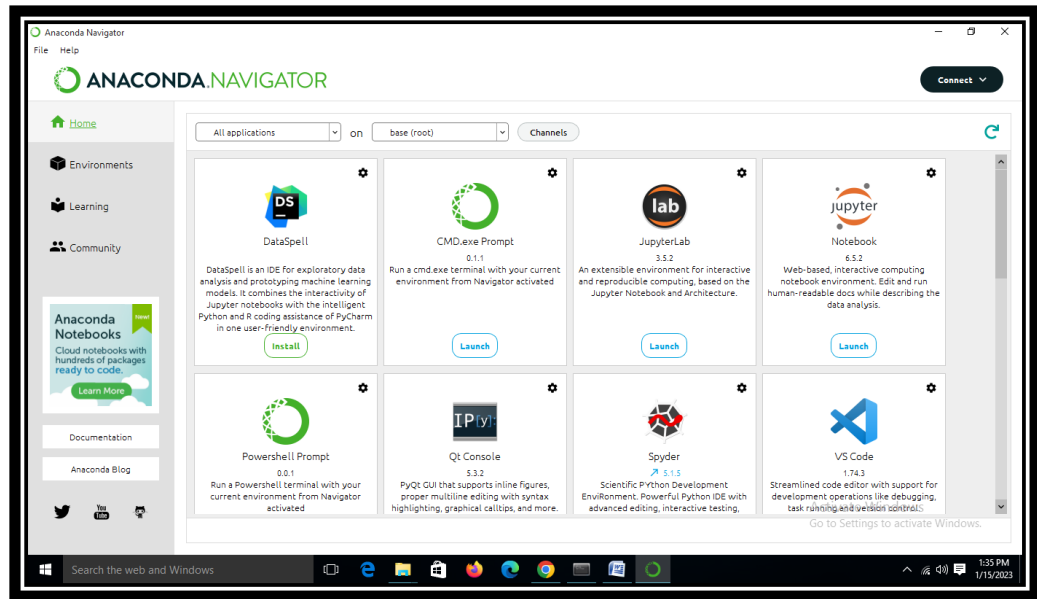 Anaconda Navigator
File Help
ANACONDA.NAVIGATOR
Connect
Home
Environments
Learning
Community
Anaconda
Notebooks
New!
Cloud notebooks with
hundreds of packages
ready to code.
Learn More
Documentation
Anaconda Blog
You
Tube
All applications on base (root) Channels
DS
DataSpell
DataSpell is an IDE for exploratory data
analysis and prototyping machine learning
models. It combines the interactivity of
Jupyter notebooks with the intelligent
Python and R coding assistance of PyCharm
in one user-friendly environment.
Install
CMD.exe Prompt
0.1.1
Run a cmd.exe terminal with your current
environment from Navigator activated
Launch
lab
JupyterLab
3.5.2
An extensible environment for interactive
and reproducible computing, based on the
Jupyter Notebook and Architecture.
Launch
jupyter
Notebook
6.5.2
Web-based, interactive computing
notebook environment. Edit and run
human-readable docs while describing the
data analysis.
Launch
Powershell Prompt
0.0.1
Run a Powershell terminal with your
current environment from Navigator
activated
IP[y]:
Qt Console
5.3.2
PyQt GUI that supports inline figures,
proper multiline editing with syntax
highlighting, graphical calltips, and more.
Spyder
5.1.5
Scientific PYthon Development
EnviRonment. Powerful Python IDE with
advanced editing, interactive testing,
VS Code
1.74.3
Streamlined code editor with support for
development operations like debugging,
task running and version control.
Activate Windows
Go to Settings to activate Windows.
Search the web and Windows
1:35 PM
1/15/2023